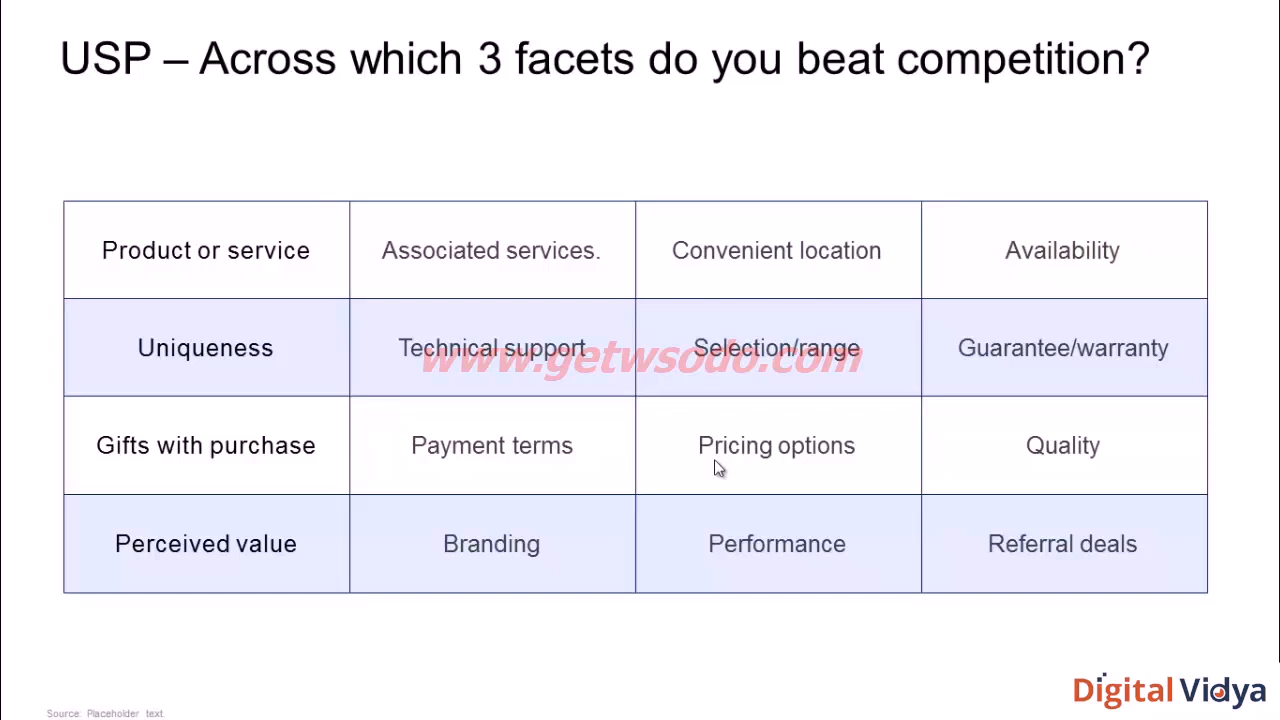 USP – Across which 3 facets do you beat competition?
Product or service Associated services. Convenient location Availability
Uniqueness Technical support Selection/range Guarantee/warranty
www.getwsodo.com
Gifts with purchase Payment terms Pricing options Quality
Perceived value Branding Performance Referral deals
Digital Vidya
Source: Placeholder text.